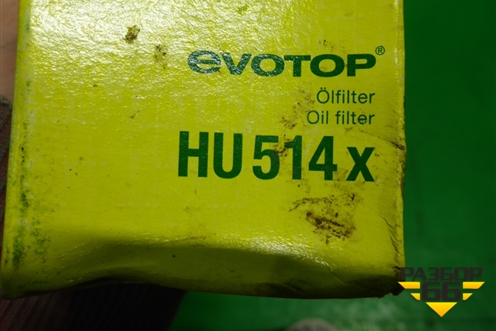 evotop®
Ölfilter
Oil filter
HU 514 x
РАЗБОР
66